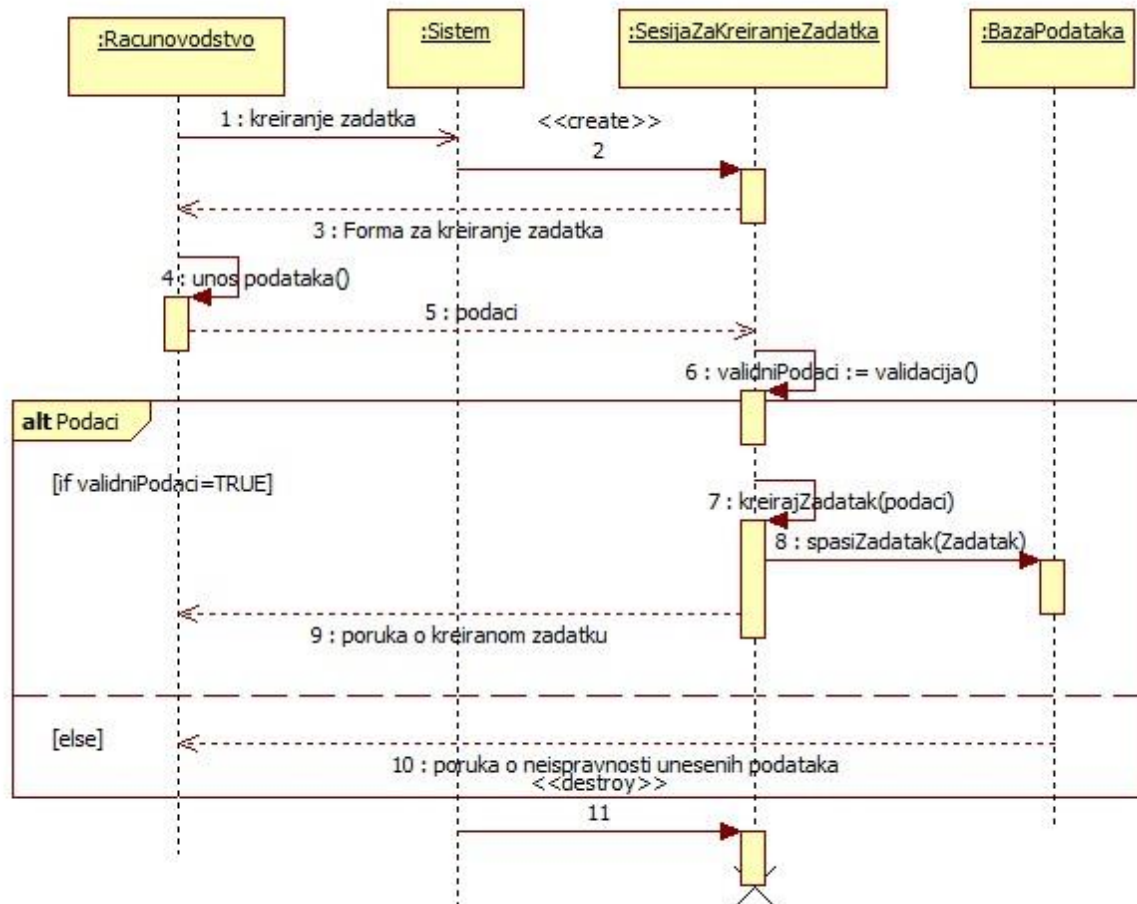 :Racunovodstvo
:Sistem
:SesijaZaKreiranjeZadatka
:BazaPodataka
1 : kreiranje zadatka
<<create>>
2
3 : Forma za kreiranje zadatka
4 : unos podataka()
5 : podaci
6 : validniPodaci := validacija()
alt Podaci
[if validniPodaci=TRUE]
7 : kreirajZadatak(podaci)
8 : spasiZadatak(Zadatak)
9 : poruka o kreiranom zadatku
[else]
10 : poruka o neispravnosti unesenih podataka
<<destroy>>
11